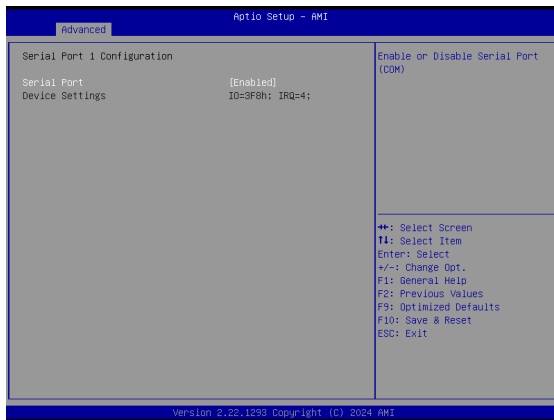 Aptio Setup – AMI
Advanced
Serial Port 1 Configuration
Serial Port [Enabled]
Device Settings IO=3F8h; IRQ=4;
Enable or Disable Serial Port
(COM)
→←: Select Screen
↑↓: Select Item
Enter: Select
+/-: Change Opt.
F1: General Help
F2: Previous Values
F9: Optimized Defaults
F10: Save & Reset
ESC: Exit
Version 2.22.1293 Copyright (C) 2024 AMI